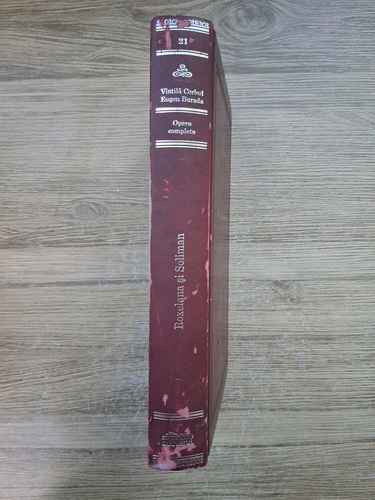 21
Vintilă Corbul
Eugen Burada
Opere
complete
Roxelana și Soliman